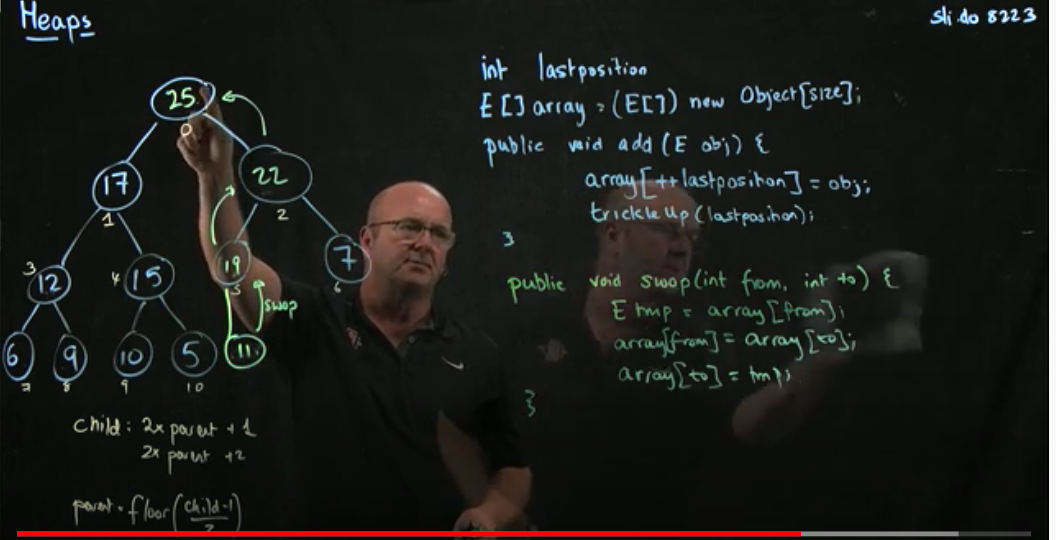 Heaps
sli.do 8223
25
0
17
1
22
2
3
12
4
15
19
5
7
6
swap
6
7
9
8
10
9
5
10
11
child: 2x parent + 1
2x parent + 2
parent = floor(child-1
2
int lastposition
E[] array = (E[]) new Object[size];
public void add (E obj) {
array[++lastposition] = obj;
trickleUp(lastposition);
}
public void swap(int from, int to) {
E tmp = array[from];
array[from] = array[to];
array[to] = tmp;
}